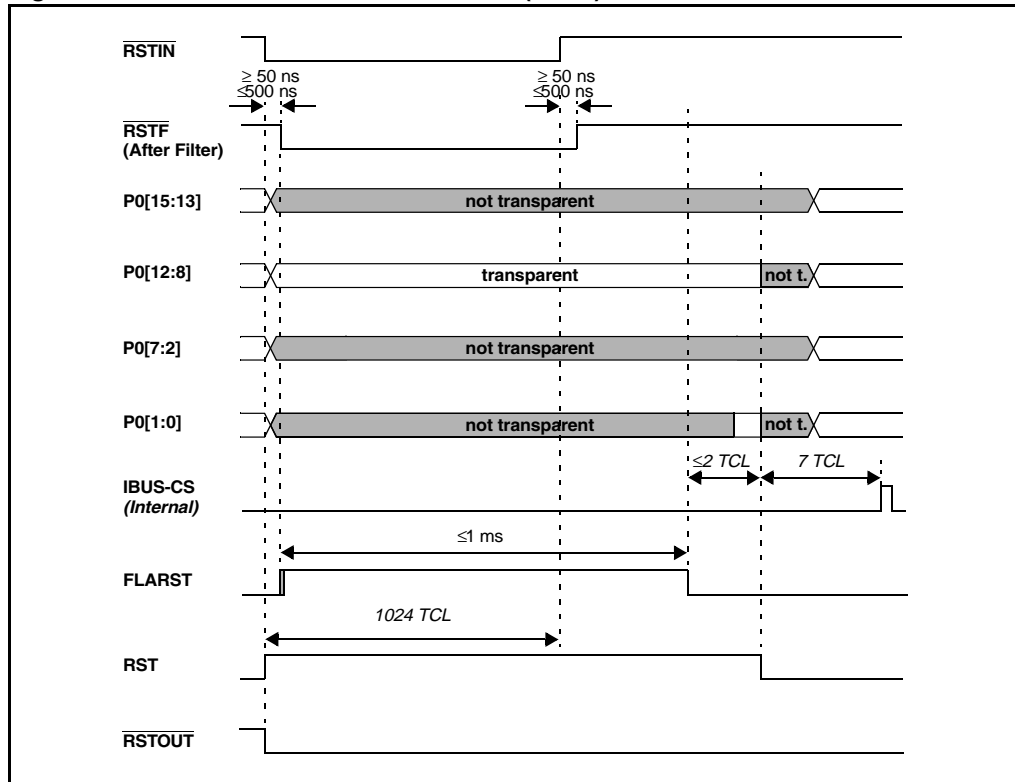 RSTIN
≥ 50 ns ≥ 50 ns
≤500 ns ≤500 ns
RSTF
(After Filter)
P0[15:13] not transparent
P0[12:8] transparent not t.
P0[7:2] not transparent
P0[1:0] not transparent not t.
≤2 TCL 7 TCL
IBUS-CS
(Internal)
≤1 ms
FLARST
1024 TCL
RST
RSTOUT